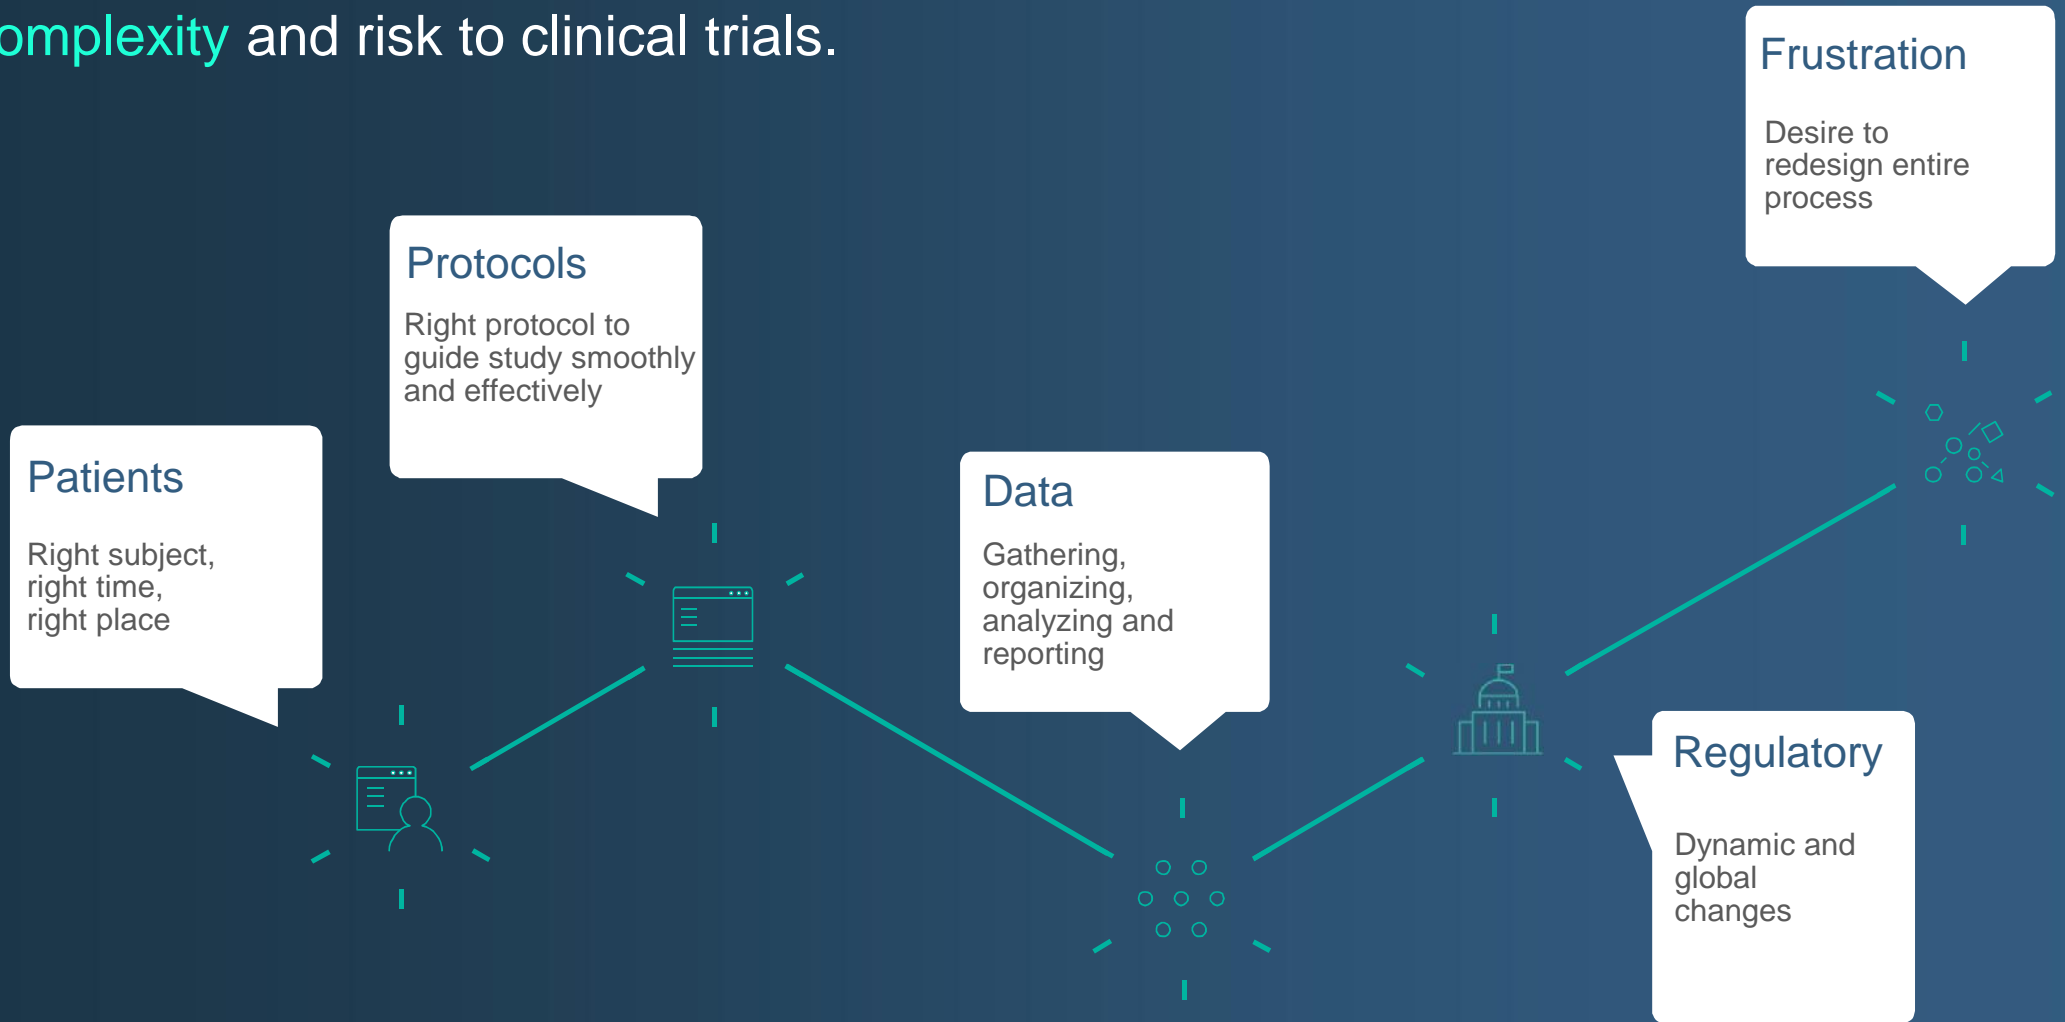 omplexity and risk to clinical trials.
Patients
Right subject,
right time,
right place
Protocols
Right protocol to
guide study smoothly
and effectively
Data
Gathering,
organizing,
analyzing and
reporting
Regulatory
Dynamic and
global
changes
Frustration
Desire to
redesign entire
process